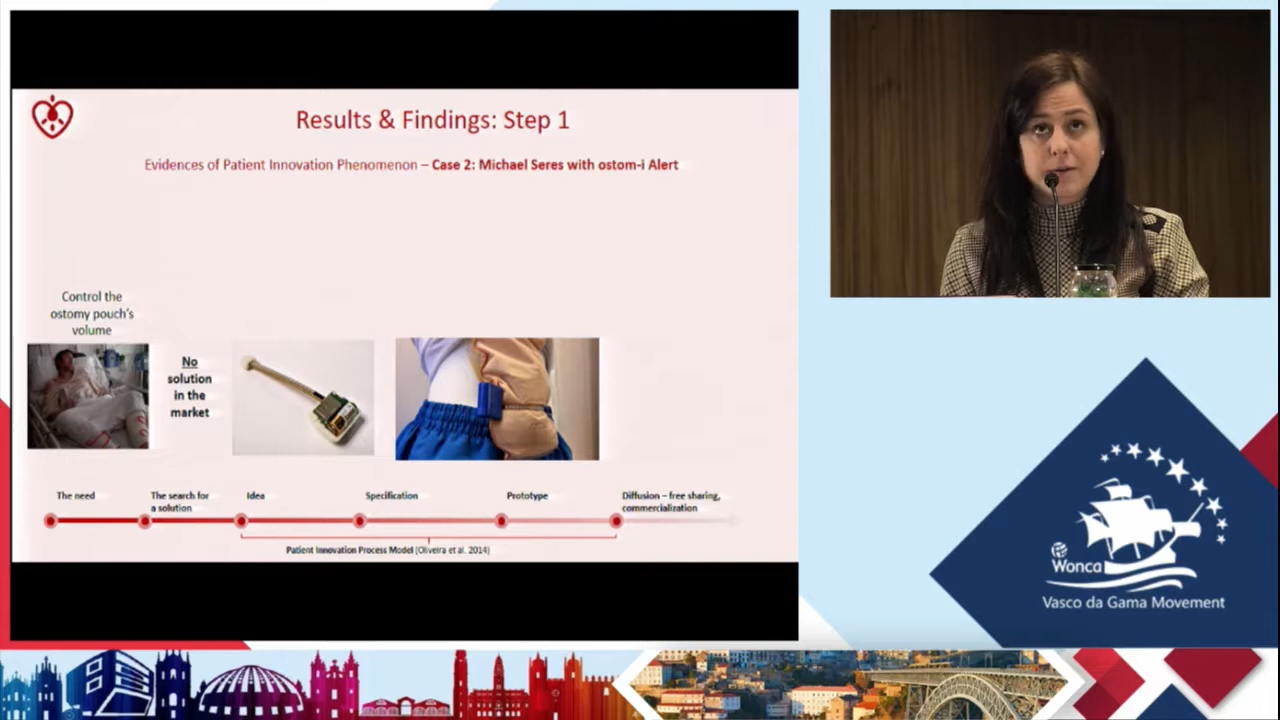 Results & Findings: Step 1
Evidences of Patient Innovation Phenomenon – Case 2: Michael Seres with ostom-i Alert
Control the
ostomy pouch's
volume
No
solution
in the
market
The need
The search for
a solution
Idea
Specification
Prototype
Diffusion – free sharing,
commercialization
Patient Innovation Process Model (Oliveira et al. 2014)
Wonca
Vasco da Gama Movement